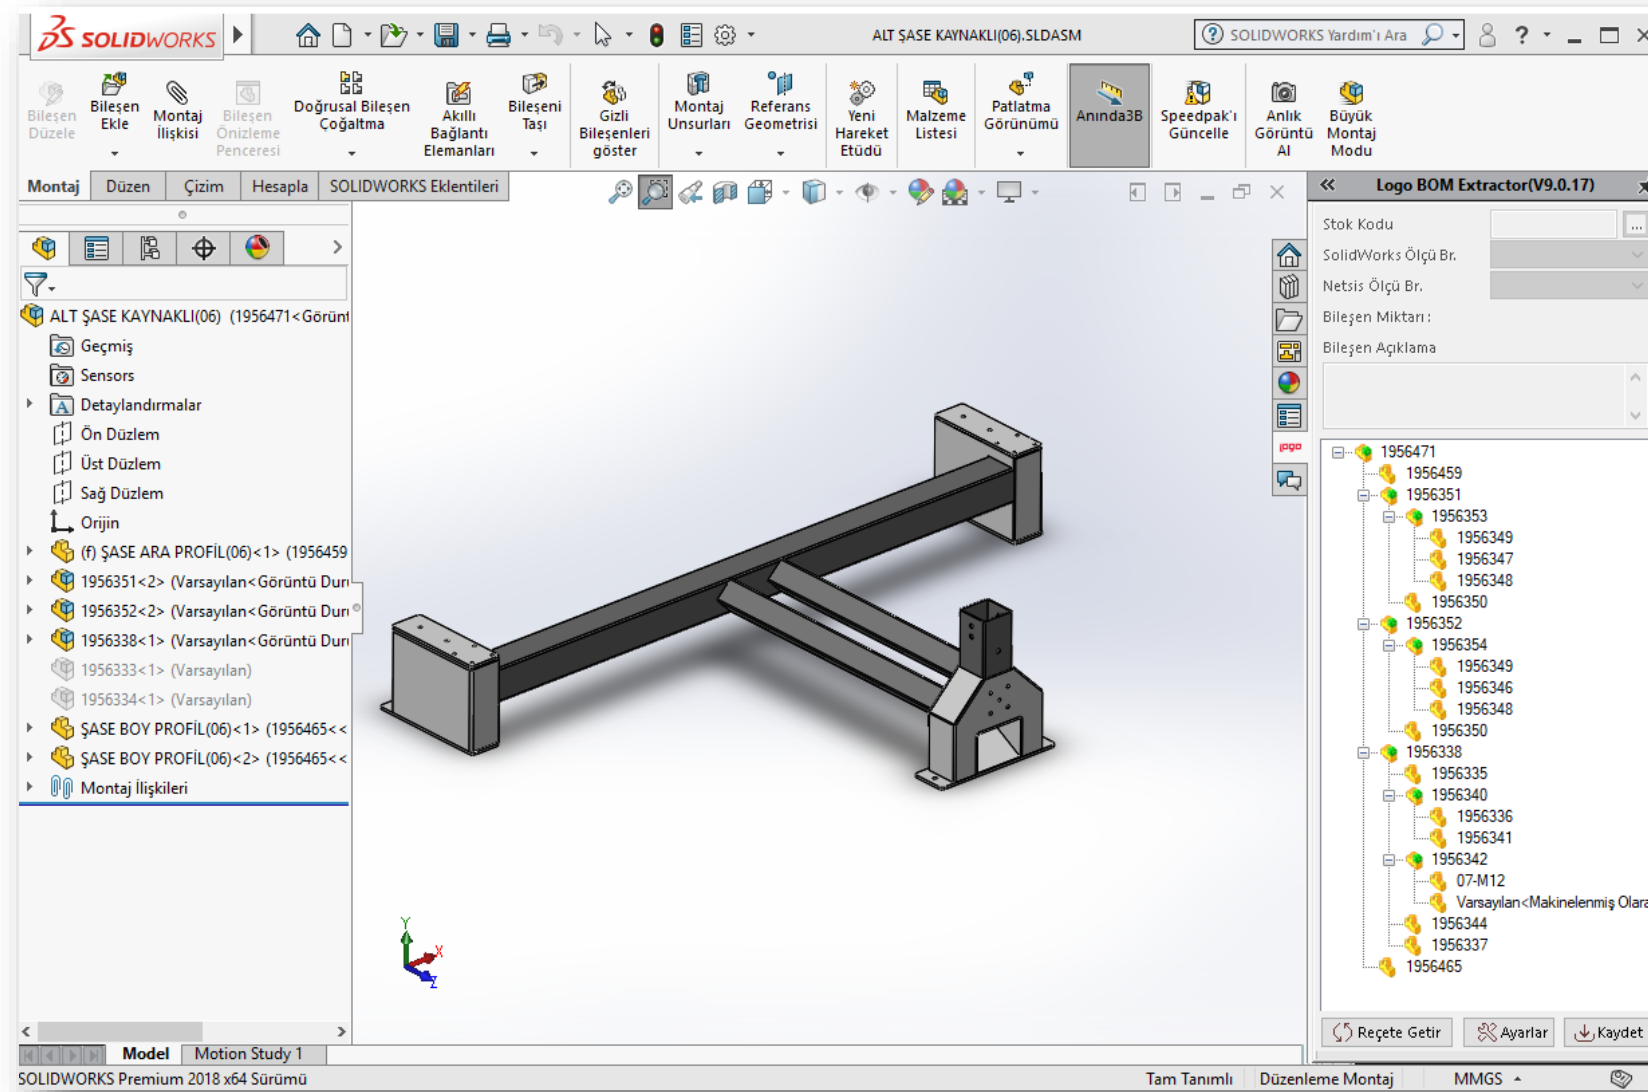 SOLIDWORKS
ALT ŞASE KAYNAKLI(06).SLDASM
SOLIDWORKS Yardım'ı Ara
Bileşen Düzele
Bileşen Ekle
Montaj İlişkisi
Bileşen Önizleme Penceresi
Doğrusal Bileşen Çoğaltma
Akıllı Bağlantı Elemanları
Bileşeni Taşı
Gizli Bileşenleri göster
Montaj Unsurları
Referans Geometrisi
Yeni Hareket Etüdü
Malzeme Listesi
Patlatma Görünümü
Anında3B
Speedpak'ı Güncelle
Anlık Görüntü Al
Büyük Montaj Modu
Montaj
Düzen
Çizim
Hesapla
SOLIDWORKS Eklentileri
ALT ŞASE KAYNAKLI(06) (1956471<Görünt
Geçmiş
Sensors
Detaylandırmalar
Ön Düzlem
Üst Düzlem
Sağ Düzlem
Orijin
(f) ŞASE ARA PROFİL(06)<1> (1956459
1956351<2> (Varsayılan<Görüntü Duru
1956352<2> (Varsayılan<Görüntü Duru
1956338<1> (Varsayılan<Görüntü Duru
1956333<1> (Varsayılan)
1956334<1> (Varsayılan)
ŞASE BOY PROFİL(06)<1> (1956465<<
ŞASE BOY PROFİL(06)<2> (1956465<<
Montaj İlişkileri
Y
X
Z
Logo BOM Extractor(V9.0.17)
Stok Kodu
...
SolidWorks Ölçü Br.
Netsis Ölçü Br.
Bileşen Miktarı :
Bileşen Açıklama
logo
1956471
1956459
1956351
1956353
1956349
1956347
1956348
1956350
1956352
1956354
1956349
1956346
1956348
1956350
1956338
1956335
1956340
1956336
1956341
1956342
07-M12
Varsayılan<Makinelenmiş Olara
1956344
1956337
1956465
Reçete Getir
Ayarlar
Kaydet
Model
Motion Study 1
SOLIDWORKS Premium 2018 x64 Sürümü
Tam Tanımlı
Düzenleme Montaj
MMGS